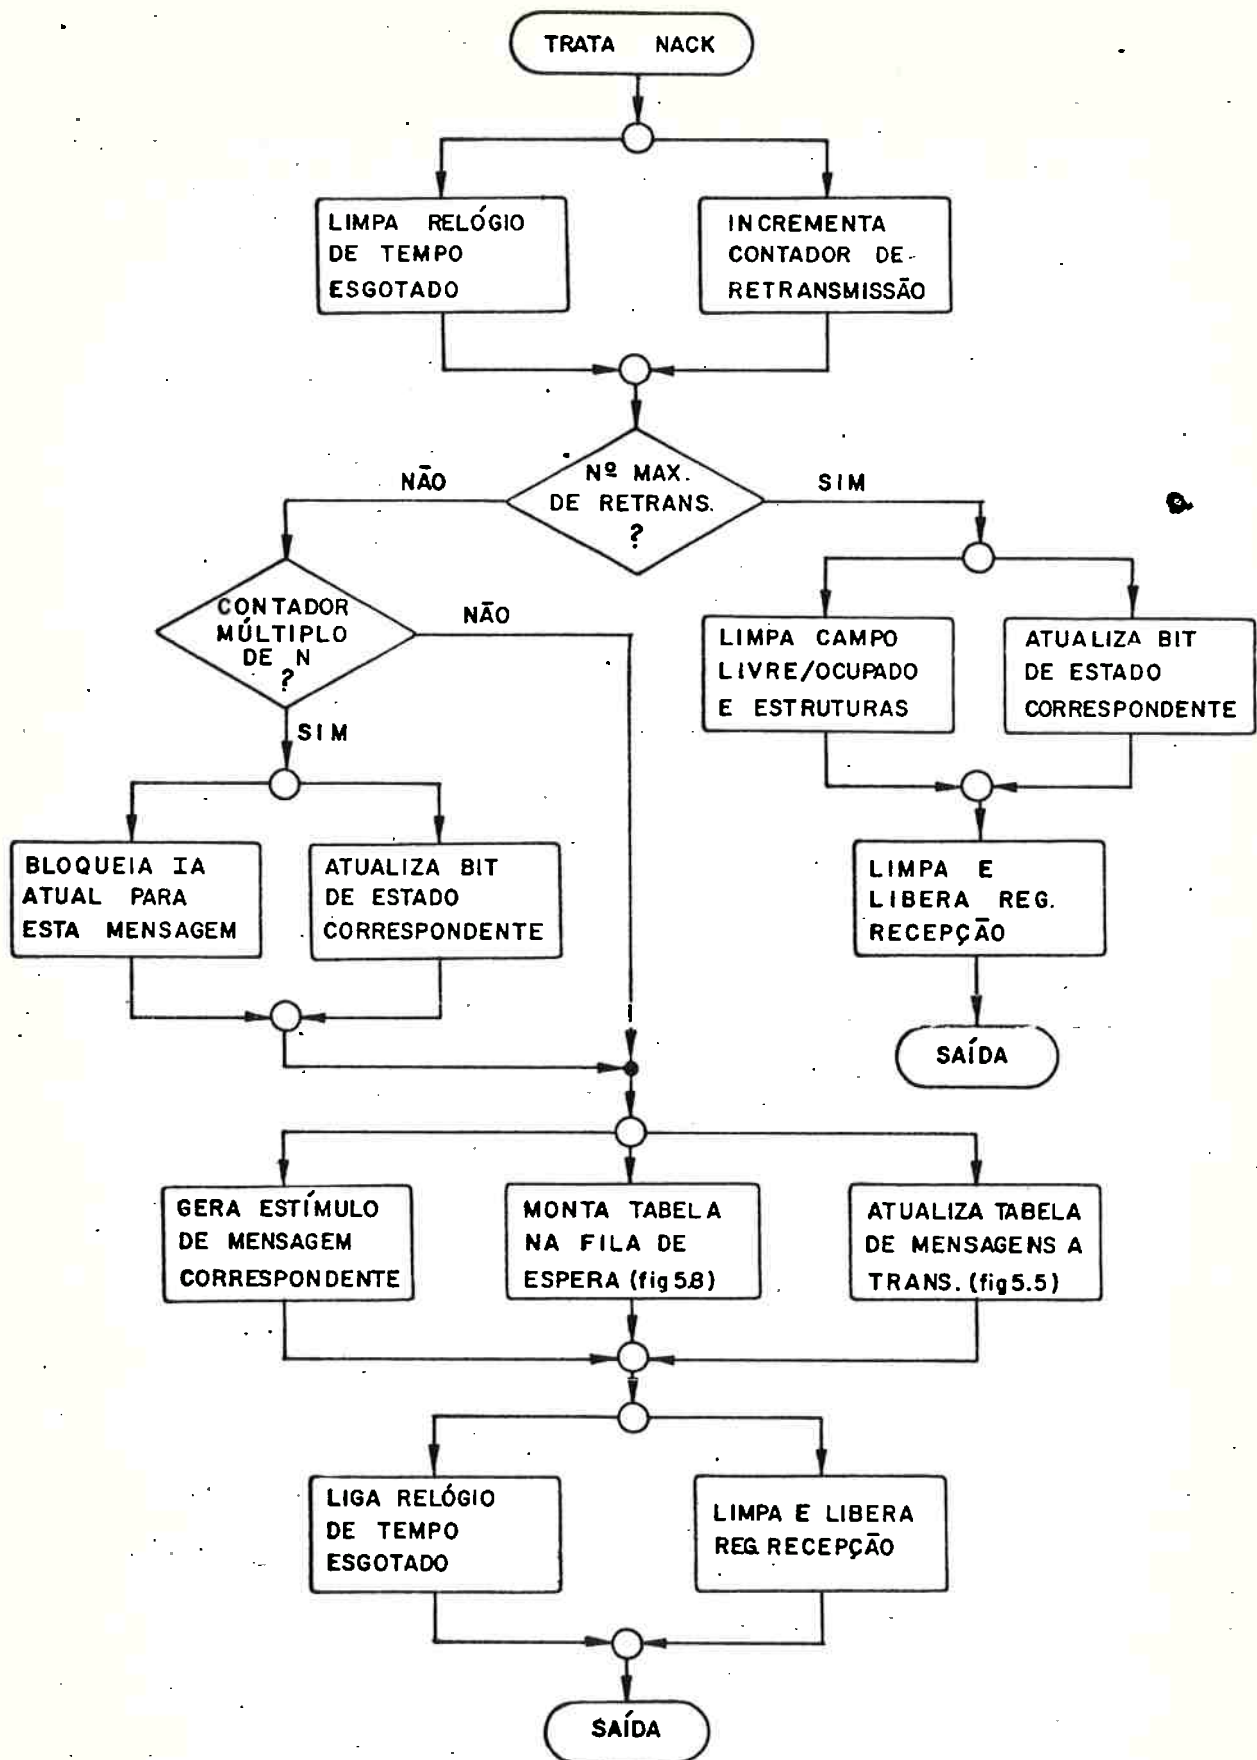 TRATA NACK
LIMPA RELÓGIO
DE TEMPO
ESGOTADO
INCREMENTA
CONTADOR DE
RETRANSMISSÃO
Nº MAX.
DE RETRANS.
?
NÃO
SIM
CONTADOR
MÚLTIPLO
DE N
?
NÃO
SIM
LIMPA CAMPO
LIVRE/OCUPADO
E ESTRUTURAS
ATUALIZA BIT
DE ESTADO
CORRESPONDENTE
BLOQUEIA IA
ATUAL PARA
ESTA MENSAGEM
ATUALIZA BIT
DE ESTADO
CORRESPONDENTE
LIMPA E
LIBERA REG.
RECEPÇÃO
SAÍDA
GERA ESTÍMULO
DE MENSAGEM
CORRESPONDENTE
MONTA TABELA
NA FILA DE
ESPERA (fig 5.8)
ATUALIZA TABELA
DE MENSAGENS A
TRANS. (fig 5.5)
LIGA RELÓGIO
DE TEMPO
ESGOTADO
LIMPA E LIBERA
REG. RECEPÇÃO
SAÍDA